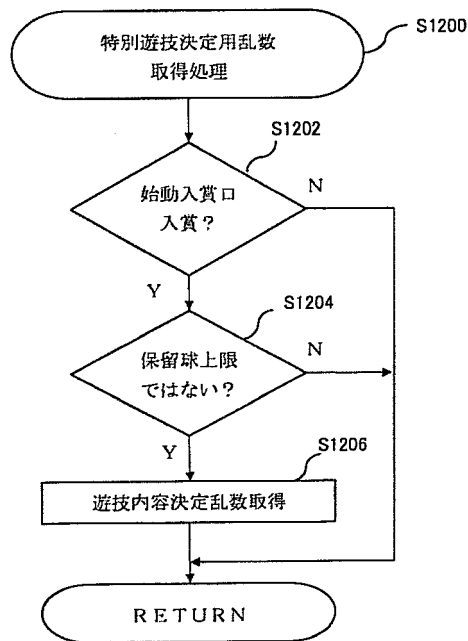 S1200
特別遊技決定用乱数
取得処理
S1202
始動入賞口
入賞？
N
Y
S1204
保留球上限
ではない？
N
Y
S1206
遊技内容決定乱数取得
RETURN